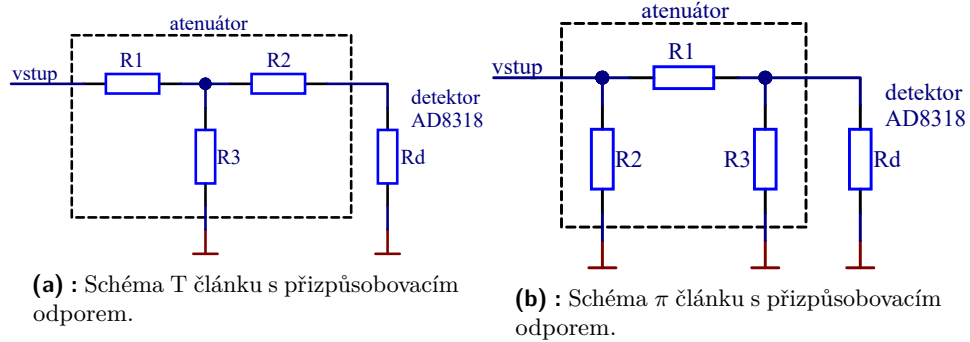 atenuátor
vstup
R1
R2
R3
Rd
detektor
AD8318
(a) : Schéma T článku s přizpůsobovacím
odporem.
atenuátor
vstup
R1
R2
R3
Rd
detektor
AD8318
(b) : Schéma π článku s přizpůsobovacím
odporem.